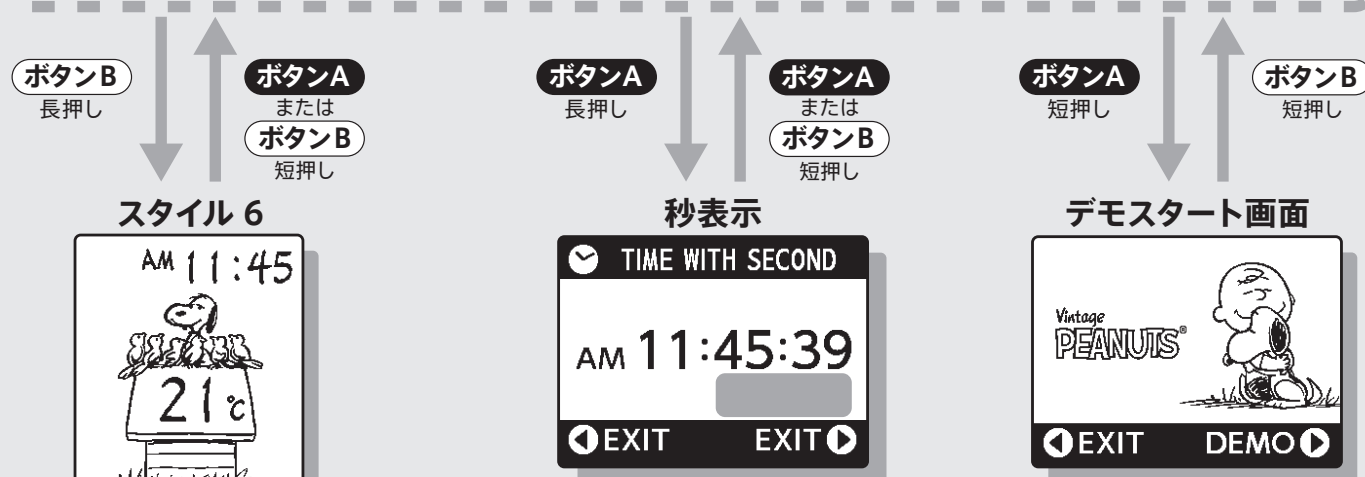 ボタンB
長押し
ボタンA
または
ボタンB
短押し
スタイル 6
AM 11:45
21℃
ボタンA
長押し
ボタンA
または
ボタンB
短押し
秒表示
TIME WITH SECOND
AM 11:45:39
EXIT EXIT
ボタンA
短押し
ボタンB
短押し
デモスタート画面
Vintage
PEANUTS®
EXIT DEMO